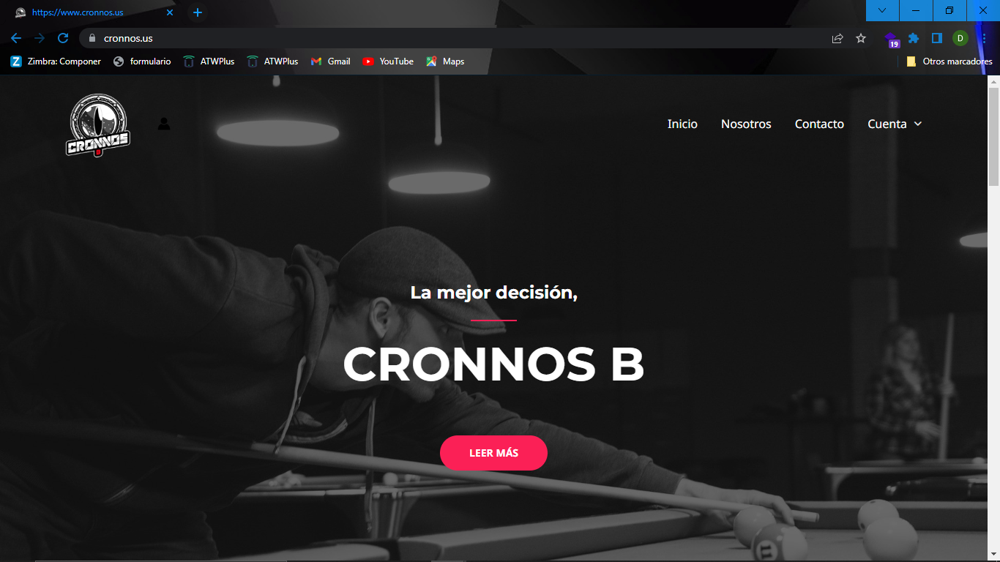 https://www.cronnos.us
cronnos.us
19
D
Zimbra: Componer
formulario
ATWPlus
ATWPlus
Gmail
YouTube
Maps
Otros marcadores
CRONNOS
B
Inicio
Nosotros
Contacto
Cuenta
La mejor decisión,
CRONNOS B
LEER MÁS
11